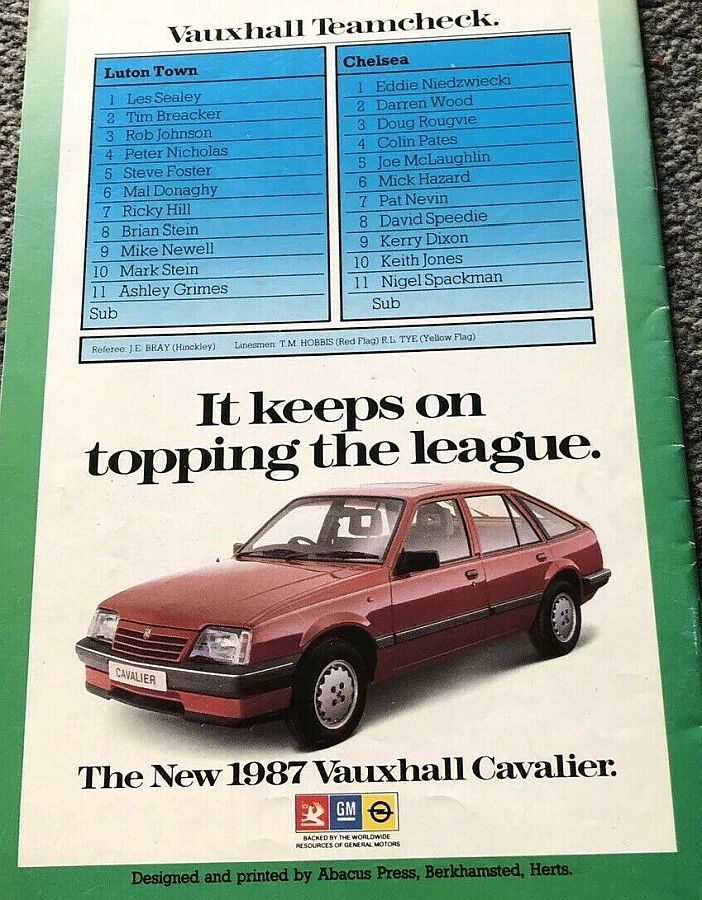 Vauxhall Teamcheck.
Luton Town
1 Les Sealey
2 Tim Breacker
3 Rob Johnson
4 Peter Nicholas
5 Steve Foster
6 Mal Donaghy
7 Ricky Hill
8 Brian Stein
9 Mike Newell
10 Mark Stein
11 Ashley Grimes
Sub
Chelsea
1 Eddie Niedzwiecki
2 Darren Wood
3 Doug Rougvie
4 Colin Pates
5 Joe McLaughlin
6 Mick Hazard
7 Pat Nevin
8 David Speedie
9 Kerry Dixon
10 Keith Jones
11 Nigel Spackman
Sub
Referee: J.E. BRAY (Hinckley) Linesmen: T.M. HOBBIS (Red Flag) R.L. TYE (Yellow Flag)
It keeps on
topping the league.
CAVALIER
The New 1987 Vauxhall Cavalier.
GM
BACKED BY THE WORLDWIDE
RESOURCES OF GENERAL MOTORS
Designed and printed by Abacus Press, Berkhamsted, Herts.